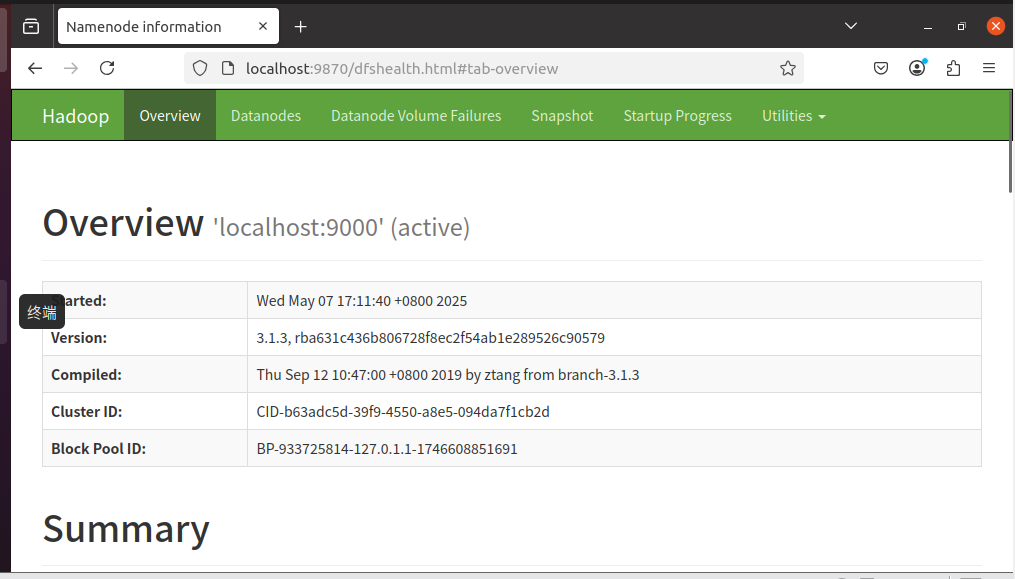 Namenode information
localhost:9870/dfshealth.html#tab-overview
Hadoop Overview Datanodes Datanode Volume Failures Snapshot Startup Progress Utilities
Overview 'localhost:9000' (active)
arted: Wed May 07 17:11:40 +0800 2025
终端
Version: 3.1.3, rba631c436b806728f8ec2f54ab1e289526c90579
Compiled: Thu Sep 12 10:47:00 +0800 2019 by ztang from branch-3.1.3
Cluster ID: CID-b63adc5d-39f9-4550-a8e5-094da7f1cb2d
Block Pool ID: BP-933725814-127.0.1.1-1746608851691
Summary